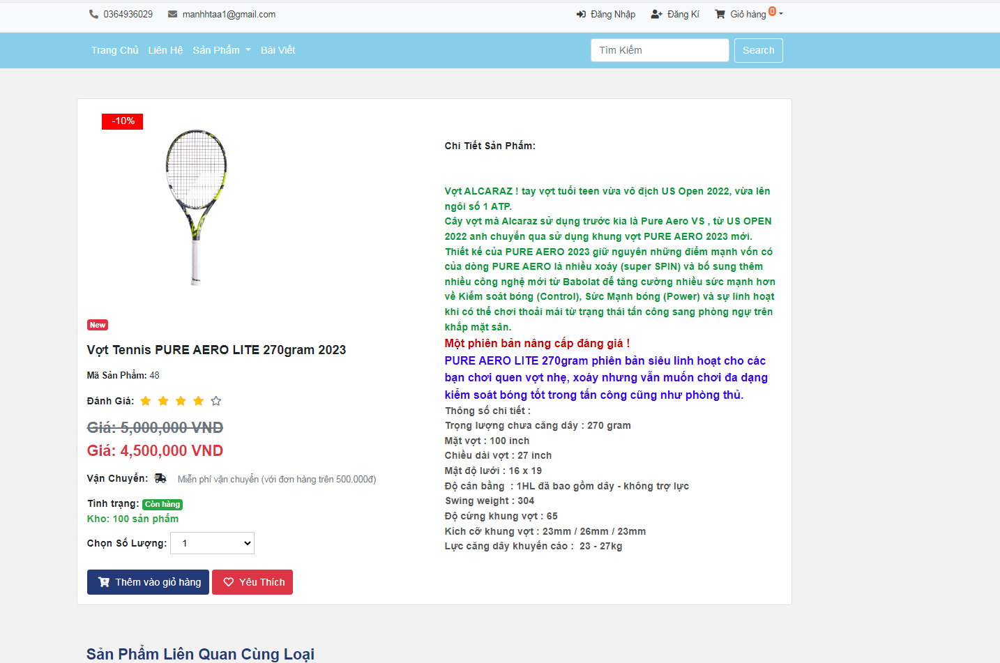 0364936029 manhhtaa1@gmail.com Đăng Nhập Đăng Kí Giỏ hàng 0
Trang Chủ Liên Hệ Sản Phẩm Bài Viết Tìm Kiếm Search
-10%
New
Vợt Tennis PURE AERO LITE 270gram 2023
Mã Sản Phẩm: 48
Đánh Giá:
Giá: 5,000,000 VND
Giá: 4,500,000 VND
Vận Chuyển: Miễn phí vận chuyển (với đơn hàng trên 500.000đ)
Tình trạng: Còn hàng
Kho: 100 sản phẩm
Chọn Số Lượng: 1
Thêm vào giỏ hàng Yêu Thích
Chi Tiết Sản Phẩm:
Vợt ALCARAZ ! tay vợt tuổi teen vừa vô địch US Open 2022, vừa lên
ngôi số 1 ATP.
Cây vợt mà Alcaraz sử dụng trước kia là Pure Aero VS , từ US OPEN
2022 anh chuyển qua sử dụng khung vợt PURE AERO 2023 mới.
Thiết kế của PURE AERO 2023 giữ nguyên những điểm mạnh vốn có
của dòng PURE AERO là nhiều xoáy (super SPIN) và bổ sung thêm
nhiều công nghệ mới từ Babolat để tăng cường nhiều sức mạnh hơn
về Kiểm soát bóng (Control), Sức Mạnh bóng (Power) và sự linh hoạt
khi có thể chơi thoải mái từ trạng thái tấn công sang phòng ngự trên
khắp mặt sân.
Một phiên bản nâng cấp đáng giá !
PURE AERO LITE 270gram phiên bản siêu linh hoạt cho các
bạn chơi quen vợt nhẹ, xoáy nhưng vẫn muốn chơi đa dạng
kiểm soát bóng tốt trong tấn công cũng như phòng thủ.
Thông số chi tiết :
Trọng lượng chưa căng dây : 270 gram
Mặt vợt : 100 inch
Chiều dài vợt : 27 inch
Mật độ lưới : 16 x 19
Độ cân bằng  : 1HL đã bao gồm dây - không trợ lực
Swing weight : 304
Độ cứng khung vợt : 65
Kích cỡ khung vợt : 23mm / 26mm / 23mm
Lực căng dây khuyến cáo :  23 - 27kg
Sản Phẩm Liên Quan Cùng Loại